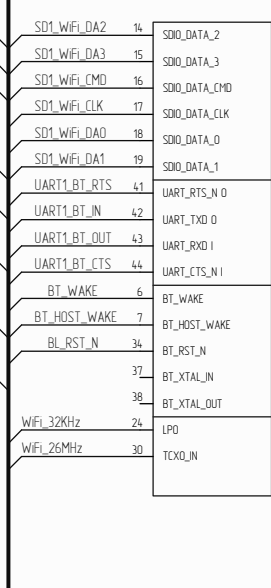 SD1_WiFi_DA2 14 SDIO_DATA_2
SD1_WiFi_DA3 15 SDIO_DATA_3
SD1_WiFi_CMD 16 SDIO_DATA_CMD
SD1_WiFi_CLK 17 SDIO_DATA_CLK
SD1_WiFi_DA0 18 SDIO_DATA_0
SD1_WiFi_DA1 19 SDIO_DATA_1
UART1_BT_RTS 41 UART_RTS_N O
UART1_BT_IN 42 UART_TXD O
UART1_BT_OUT 43 UART_RXD I
UART1_BT_CTS 44 UART_CTS_N I
BT_WAKE 6 BT_WAKE
BT_HOST_WAKE 7 BT_HOST_WAKE
BL_RST_N 34 BT_RST_N
37 BT_XTAL_IN
38 BT_XTAL_OUT
WiFi_32KHz 24 LPO
WiFi_26MHz 30 TCXO_IN